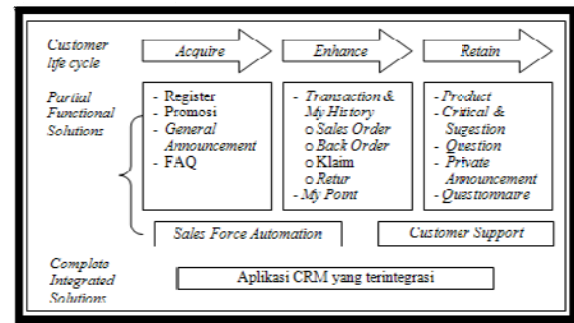 Customer
life cycle
Acquire
Enhance
Retain
Partial
Functional
Solutions
- Register
- Promosi
- General
Announcement
- FAQ
- Transaction &
My History
o Sales Order
o Back Order
o Klaim
o Retur
- My Point
- Product
- Critical &
Sugestion
- Question
- Private
Announcement
- Questionnaire
Sales Force Automation
Customer Support
Complete
Integrated
Solutions
Aplikasi CRM yang terintegrasi